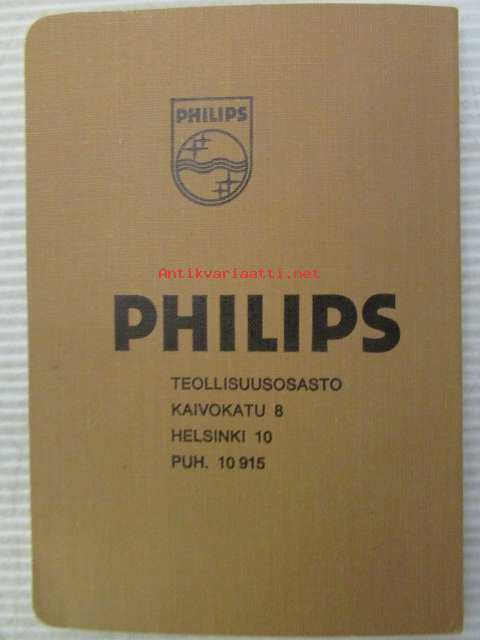 PHILIPS
Antikvariaatti.net
PHILIPS
TEOLLISUUSOSASTO
KAIVOKATU 8
HELSINKI 10
PUH. 10 915